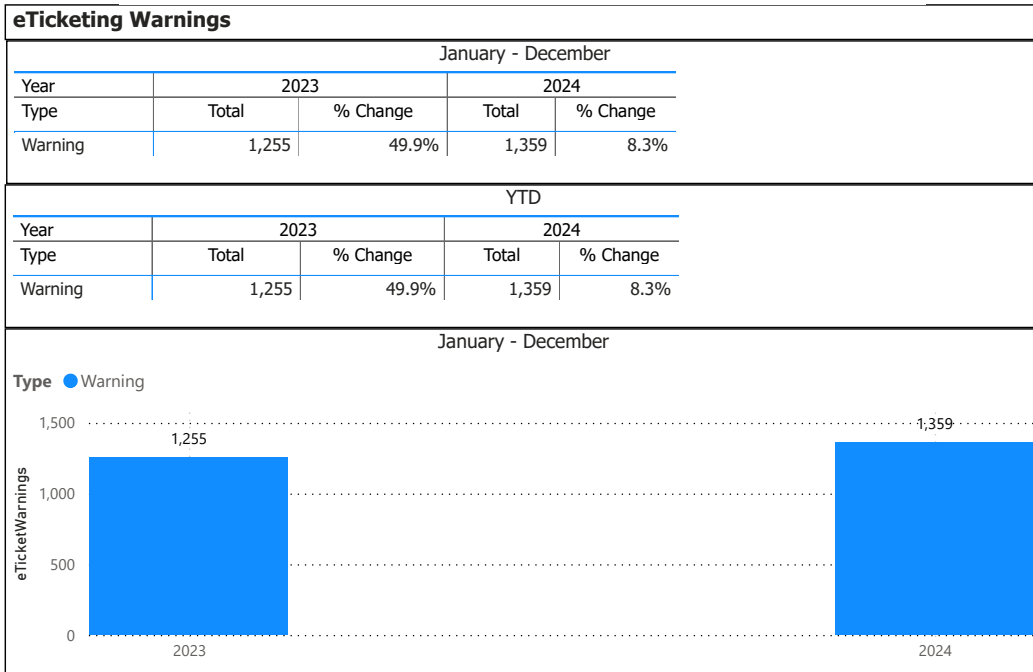 eTicketing Warnings
January - December
Year 2023 2024
Type Total % Change Total % Change
Warning 1,255 49.9% 1,359 8.3%
YTD
Year 2023 2024
Type Total % Change Total % Change
Warning 1,255 49.9% 1,359 8.3%
January - December
Type Warning
1,500
1,255 1,359
1,000
eTicketWarnings
500
0
2023 2024